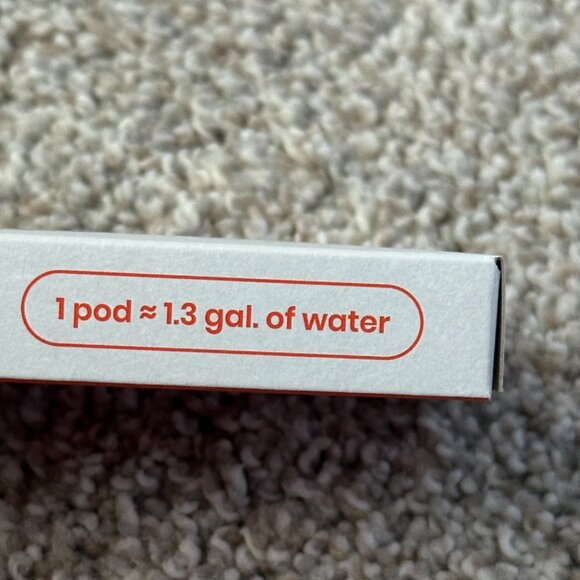 1 pod ≈ 1.3 gal. of water